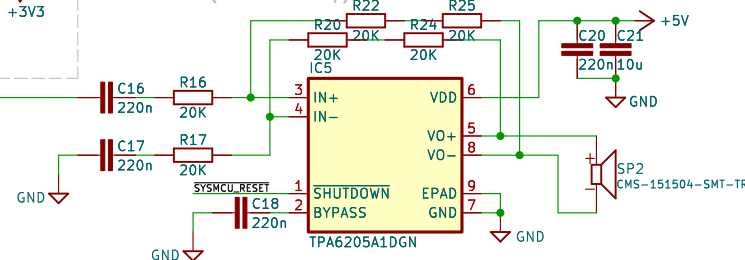 +3V3
R22
R25
R20
R24
20K
20K
20K
20K
+5V
C20
C21
220n
10u
GND
IC5
C16
220n
R16
20K
3
IN+
4
IN-
VDD
6
VO+
5
VO-
8
C17
220n
R17
20K
GND
SYSMCU_RESET
1
SHUTDOWN
2
BYPASS
EPAD
9
GND
7
C18
220n
GND
GND
TPA6205A1DGN
+
-
SP2
CMS-151504-SMT-TR